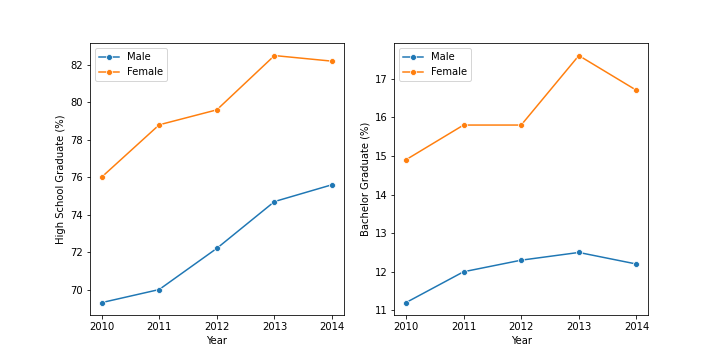 Male
Female
High School Graduate (%)
82
80
78
76
74
72
70
2010 2011 2012 2013 2014
Year
Male
Female
Bachelor Graduate (%)
17
16
15
14
13
12
11
2010 2011 2012 2013 2014
Year